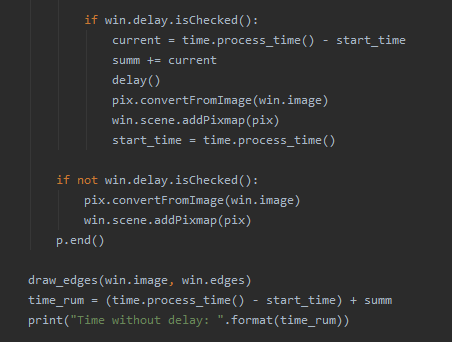 if win.delay.isChecked():
current = time.process_time() - start_time
summ += current
delay()
pix.convertFromImage(win.image)
win.scene.addPixmap(pix)
start_time = time.process_time()
if not win.delay.isChecked():
pix.convertFromImage(win.image)
win.scene.addPixmap(pix)
p.end()
draw_edges(win.image, win.edges)
time_rum = (time.process_time() - start_time) + summ
print("Time without delay: ".format(time_rum))